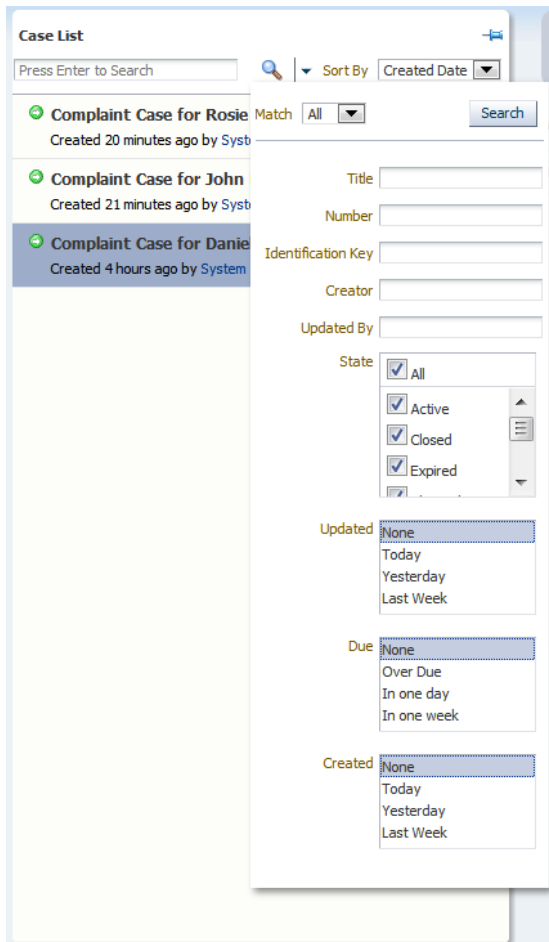 Case List
Press Enter to Search
Sort By Created Date
Complaint Case for Rosie
Created 20 minutes ago by Syst
Complaint Case for John
Created 21 minutes ago by Syst
Complaint Case for Danie
Created 4 hours ago by System
Match All Search
Title
Number
Identification Key
Creator
Updated By
State
All
Active
Closed
Expired
Updated
None
Today
Yesterday
Last Week
Due
None
Over Due
In one day
In one week
Created
None
Today
Yesterday
Last Week